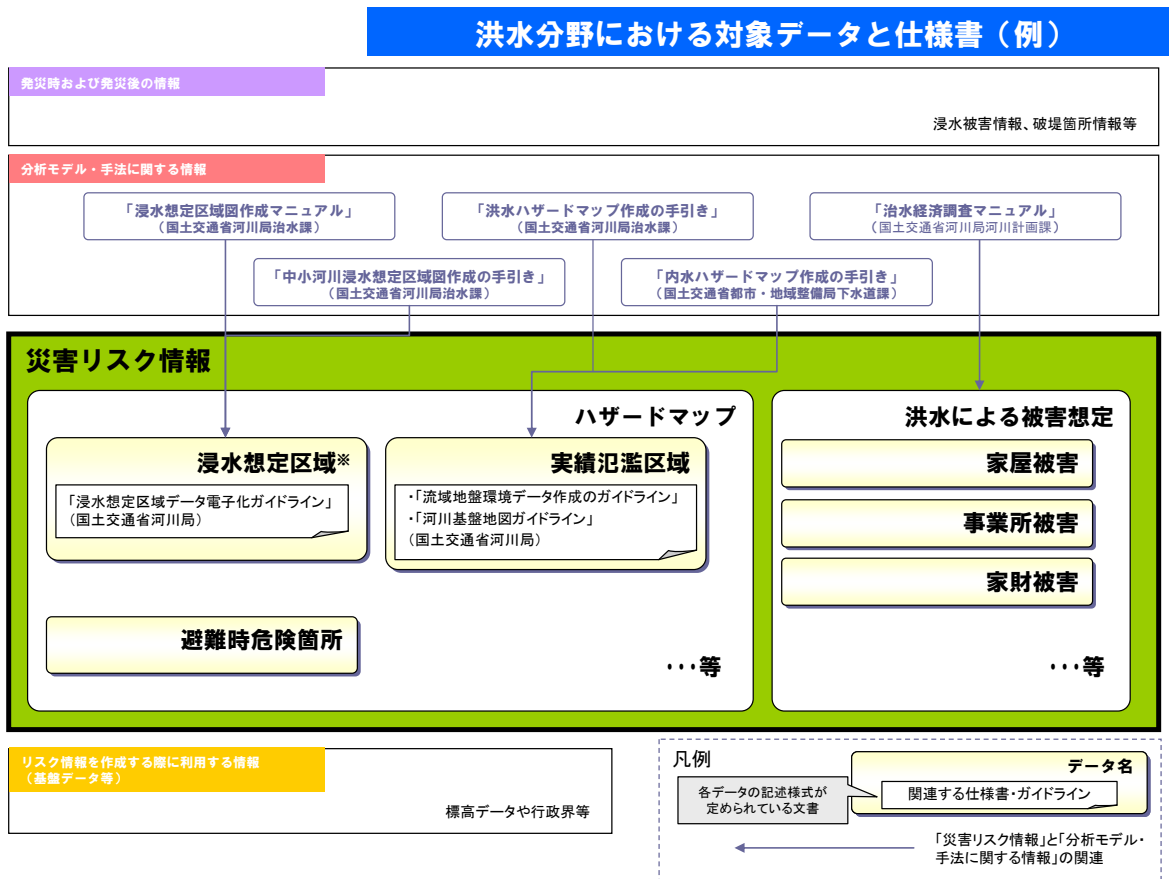 洪水分野における対象データと仕様書（例）
発災時および発災後の情報
浸水被害情報、破堤箇所情報等
分析モデル・手法に関する情報
「浸水想定区域図作成マニュアル」
（国土交通省河川局治水課）
「洪水ハザードマップ作成の手引き」
（国土交通省河川局治水課）
「治水経済調査マニュアル」
（国土交通省河川局河川計画課）
「中小河川浸水想定区域図作成の手引き」
（国土交通省河川局治水課）
「内水ハザードマップ作成の手引き」
（国土交通省都市・地域整備局下水道課）
災害リスク情報
ハザードマップ
浸水想定区域※
「浸水想定区域データ電子化ガイドライン」
（国土交通省河川局）
実績氾濫区域
・「流域地盤環境データ作成のガイドライン」
・「河川基盤地図ガイドライン」
（国土交通省河川局）
避難時危険箇所
･･･等
洪水による被害想定
家屋被害
事業所被害
家財被害
･･･等
リスク情報を作成する際に利用する情報
（基盤データ等）
標高データや行政界等
凡例
データ名
各データの記述様式が
定められている文書
関連する仕様書・ガイドライン
「災害リスク情報」と「分析モデル・
手法に関する情報」の関連